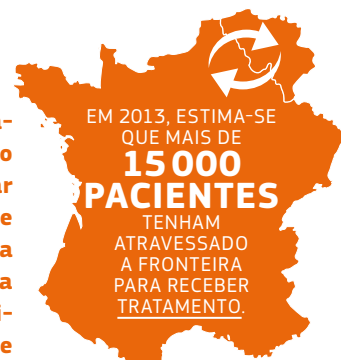 EM 2013, ESTIMA-SE
QUE MAIS DE
15 000
PACIENTES
TENHAM
ATRAVESSADO
A FRONTEIRA
PARA RECEBER
TRATAMENTO.